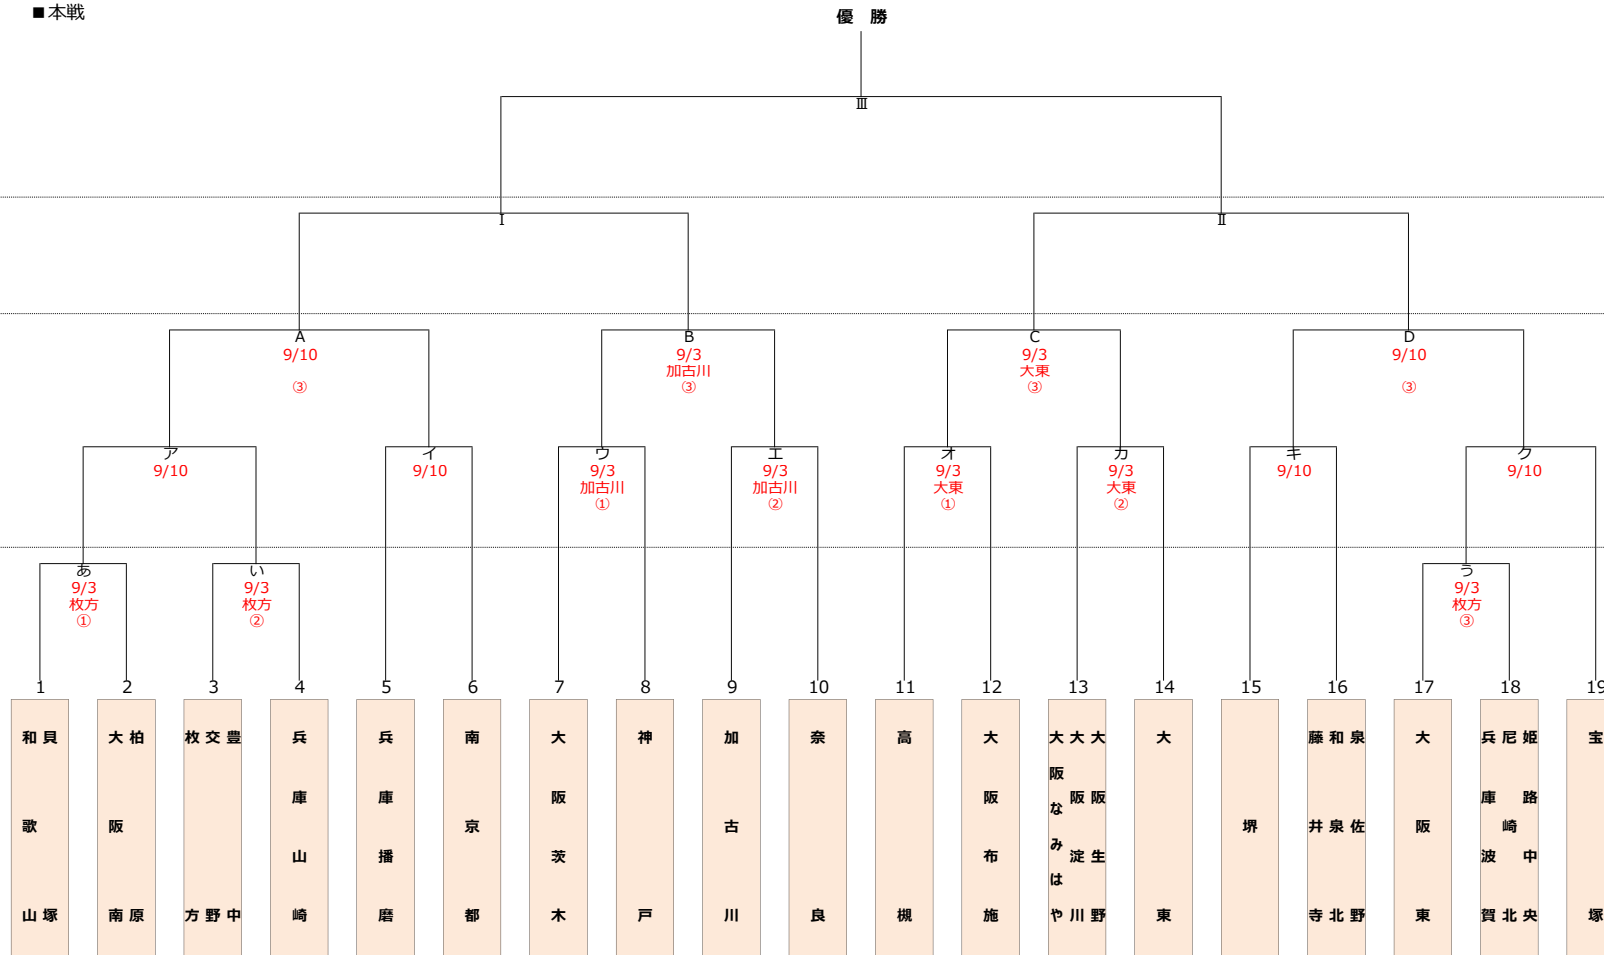 ■本戦
優 勝
Ⅲ
Ⅰ
Ⅱ
A
9/10
③
B
9/3
加古川
③
C
9/3
大東
③
D
9/10
③
ア
9/10
イ
9/10
ウ
9/3
加古川
①
エ
9/3
加古川
②
オ
9/3
大東
①
カ
9/3
大東
②
キ
9/10
ク
9/10
あ
9/3
枚方
①
い
9/3
枚方
②
う
9/3
枚方
③
1
2
3
4
5
6
7
8
9
10
11
12
13
14
15
16
17
18
19
和歌山
貝塚
大阪南
柏原
枚方
交野
豊中
兵庫山崎
兵庫播磨
南京都
大阪茨木
神戸
加古川
奈良
高槻
大阪布施
大阪なみはや
大阪淀川
大阪生野
大東
堺
藤井寺
和泉北
泉佐野
大阪東
兵庫波賀
尼崎北
姫路中央
宝塚